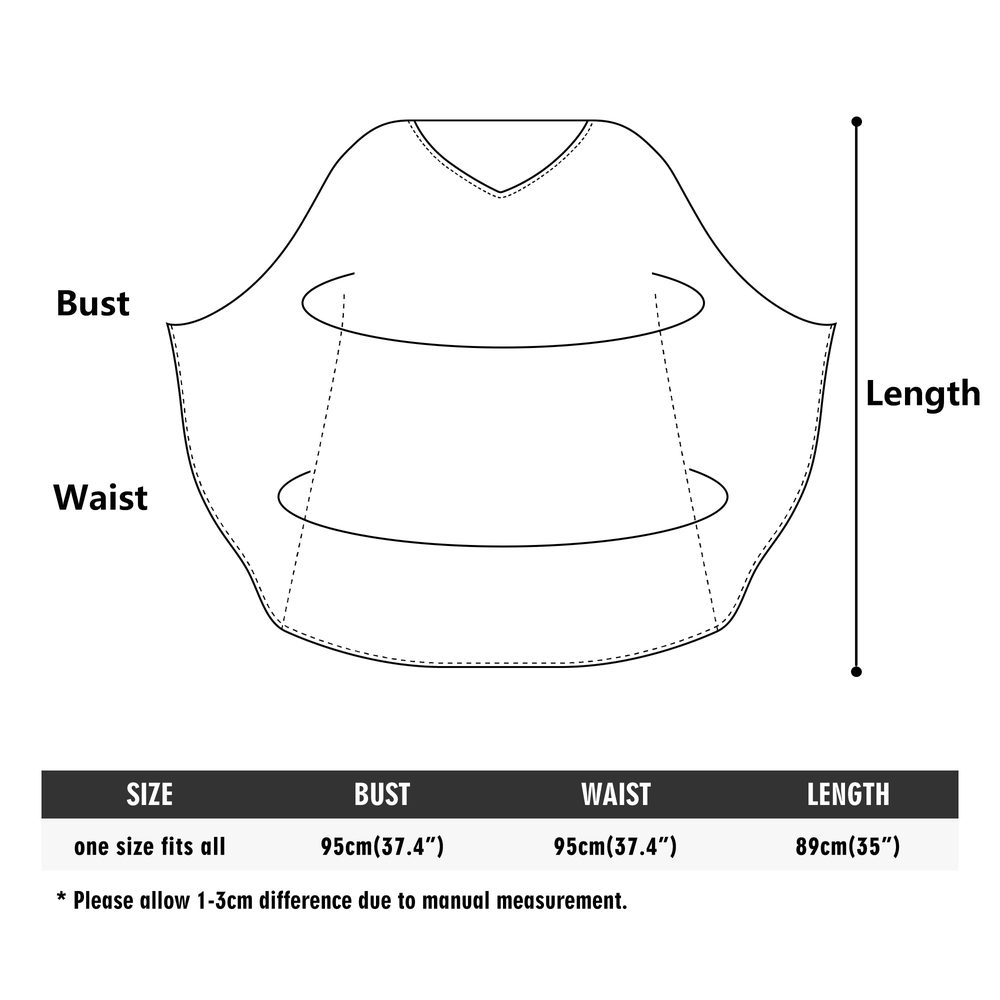 Bust
Length
Waist
SIZE BUST WAIST LENGTH
one size fits all 95cm(37.4”) 95cm(37.4”) 89cm(35”)
* Please allow 1-3cm difference due to manual measurement.